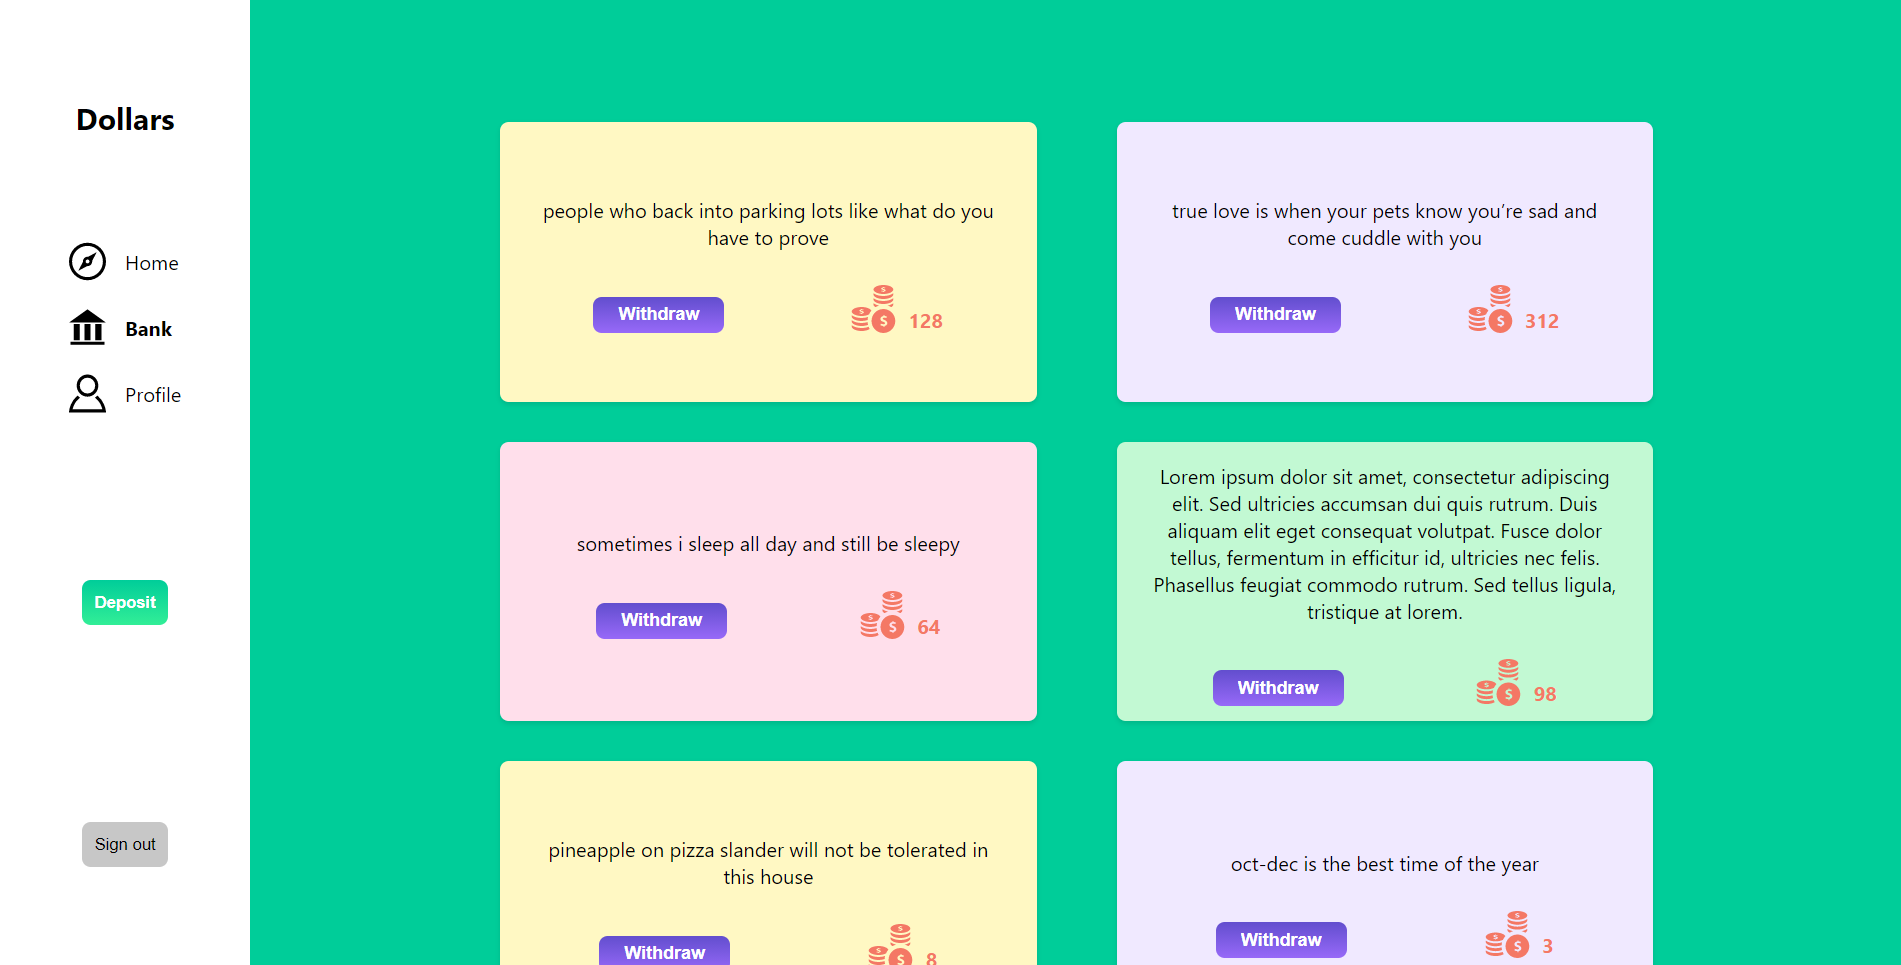 Dollars
Home
Bank
Profile
Deposit
Sign out
people who back into parking lots like what do you
have to prove
Withdraw
128
true love is when your pets know you’re sad and
come cuddle with you
Withdraw
312
sometimes i sleep all day and still be sleepy
Withdraw
64
Lorem ipsum dolor sit amet, consectetur adipiscing
elit. Sed ultricies accumsan dui quis rutrum. Duis
aliquam elit eget consequat volutpat. Fusce dolor
tellus, fermentum in efficitur id, ultricies nec felis.
Phasellus feugiat commodo rutrum. Sed tellus ligula,
tristique at lorem.
Withdraw
98
pineapple on pizza slander will not be tolerated in
this house
Withdraw
8
oct-dec is the best time of the year
Withdraw
3